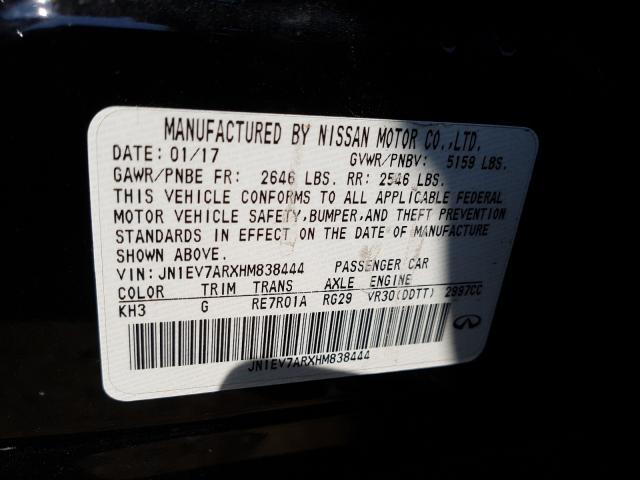 MANUFACTURED BY NISSAN MOTOR CO.,LTD.
DATE: 01/17 GVWR/PNBV: 5159 LBS.
GAWR/PNBE FR: 2646 LBS. RR: 2546 LBS.
THIS VEHICLE CONFORMS TO ALL APPLICABLE FEDERAL
MOTOR VEHICLE SAFETY,BUMPER,AND THEFT PREVENTION
STANDARDS IN EFFECT ON THE DATE OF MANUFACTURE
SHOWN ABOVE.
VIN: JN1EV7ARXHM838444 PASSENGER CAR
COLOR TRIM TRANS AXLE ENGINE
KH3 G RE7R01A RG29 VR30(DDTT) 2997CC
JN1EV7ARXHM838444